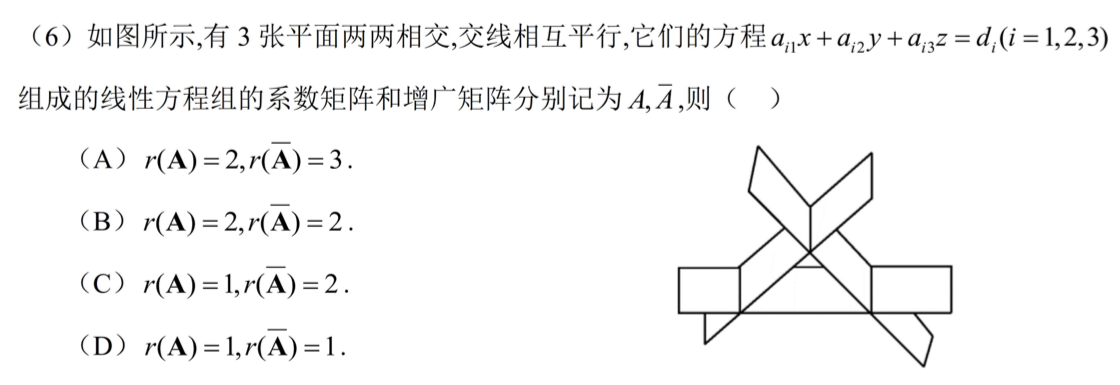 （6）如图所示,有 3 张平面两两相交,交线相互平行,它们的方程 $a_{i1}x+a_{i2}y+a_{i3}z=d_i(i=1,2,3)$
组成的线性方程组的系数矩阵和增广矩阵分别记为 $A,\overline{A}$,则（ ）
（A）$r(\mathbf{A})=2,r(\overline{\mathbf{A}})=3.$
（B）$r(\mathbf{A})=2,r(\overline{\mathbf{A}})=2.$
（C）$r(\mathbf{A})=1,r(\overline{\mathbf{A}})=2.$
（D）$r(\mathbf{A})=1,r(\overline{\mathbf{A}})=1.$